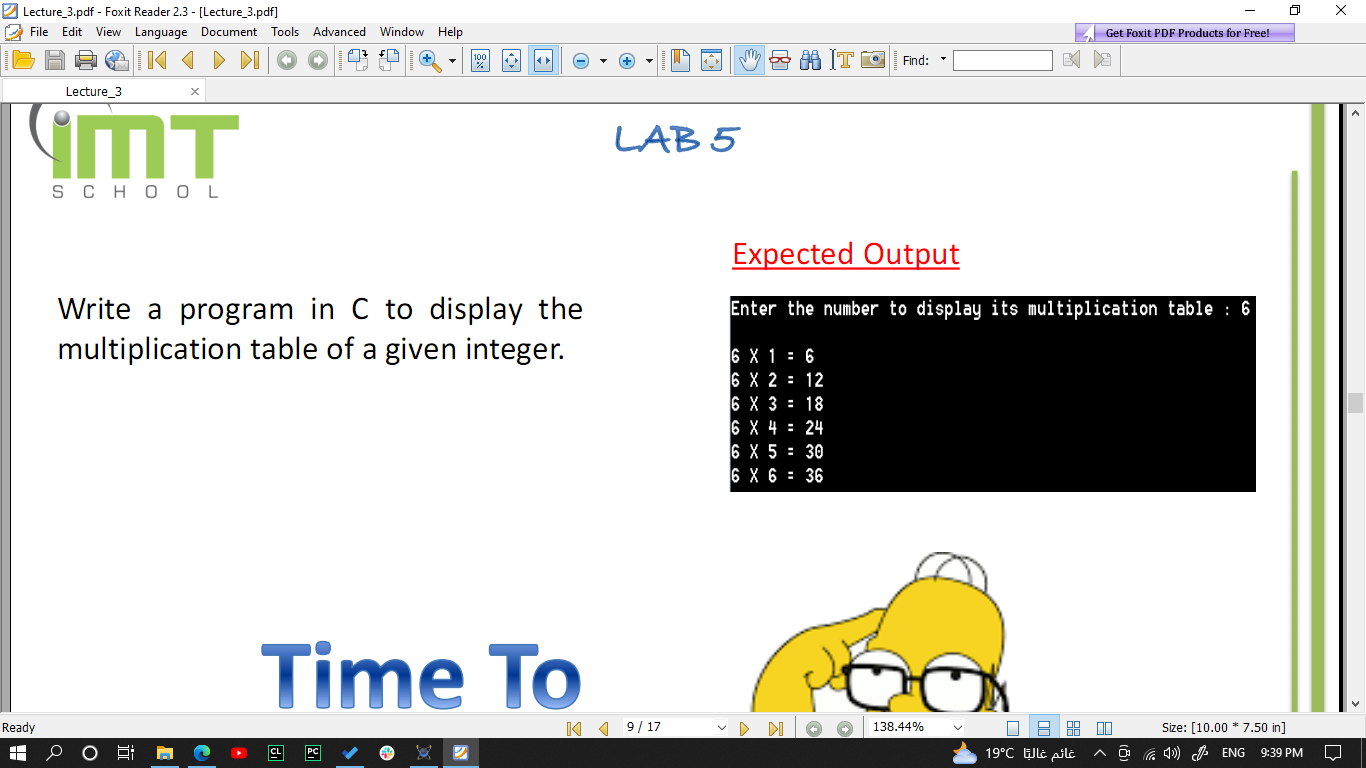 Lecture_3.pdf - Foxit Reader 2.3 - [Lecture_3.pdf]
File Edit View Language Document Tools Advanced Window Help
Get Foxit PDF Products for Free!
100 %
Find:
Lecture_3
iMT
SCHOOL
LAB 5
Expected Output
Write a program in C to display the
multiplication table of a given integer.
Enter the number to display its multiplication table : 6
6 X 1 = 6
6 X 2 = 12
6 X 3 = 18
6 X 4 = 24
6 X 5 = 30
6 X 6 = 36
Time To
Ready
9 / 17
138.44%
Size: [10.00 * 7.50 in]
CL
PC
19°C غائم غالبًا
ENG
9:39 PM